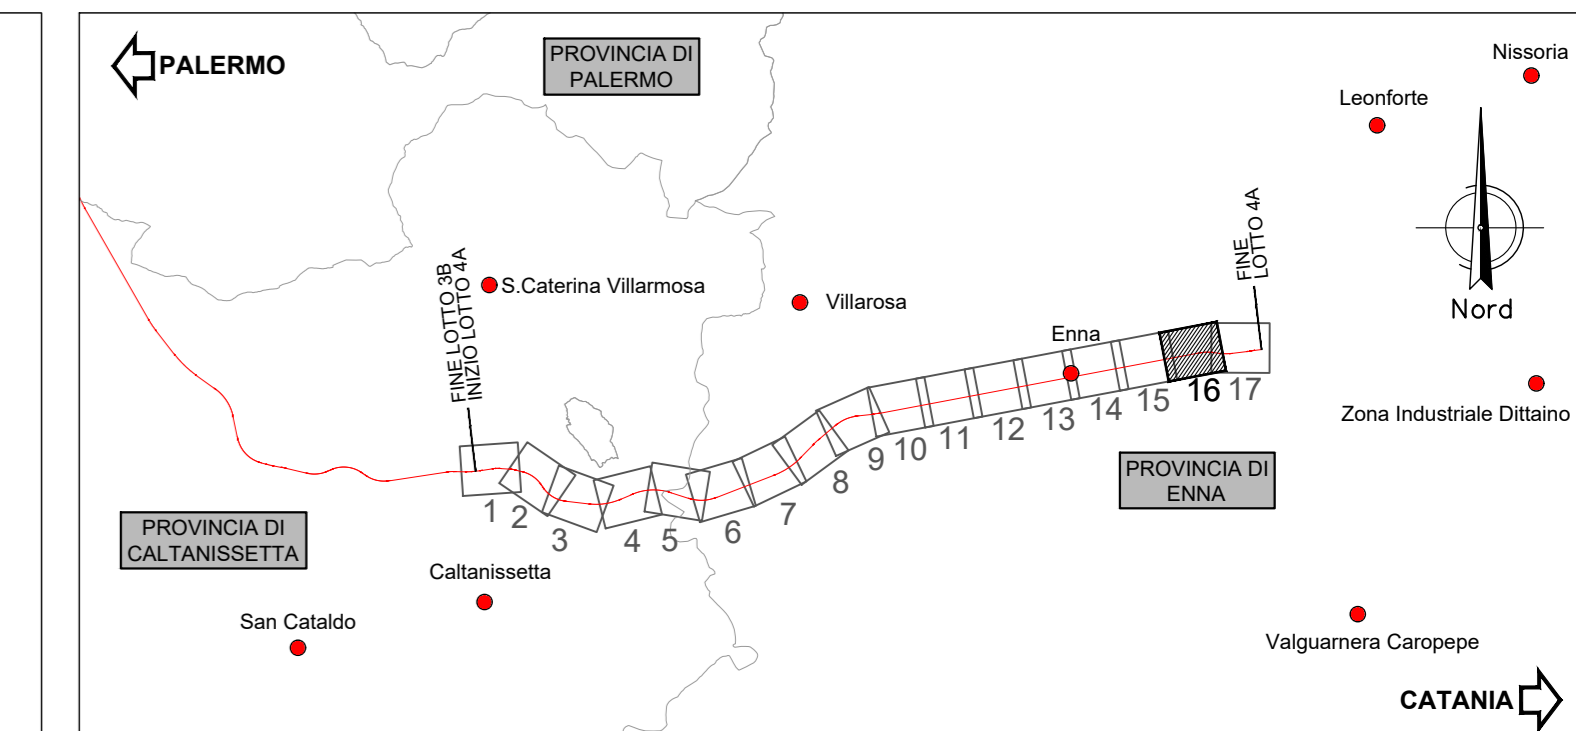 PALERMO
PROVINCIA DI
PALERMO
Nissoria
Leonforte
Nord
FINE LOTTO 3B
INIZIO LOTTO 4A
S.Caterina Villarmosa
Villarosa
Enna
FINE
LOTTO 4A
Zona Industriale Dittaino
1
2
3
4
5
6
7
8
9
10
11
12
13
14
15
16
17
PROVINCIA DI
ENNA
PROVINCIA DI
CALTANISSETTA
Caltanissetta
San Cataldo
Valguarnera Caropepe
CATANIA